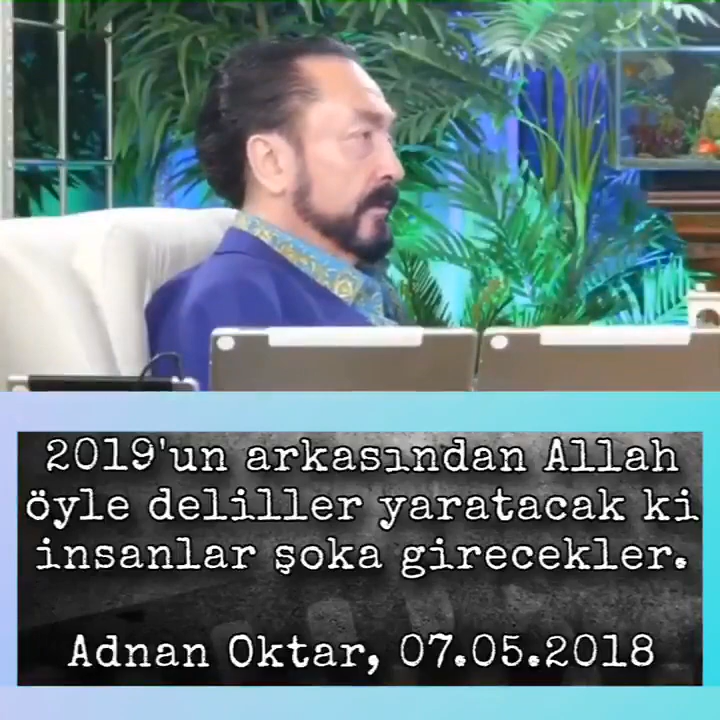 2019'un arkasından Allah
öyle deliller yaratacak ki
insanlar şoka girecekler.
Adnan Oktar, 07.05.2018